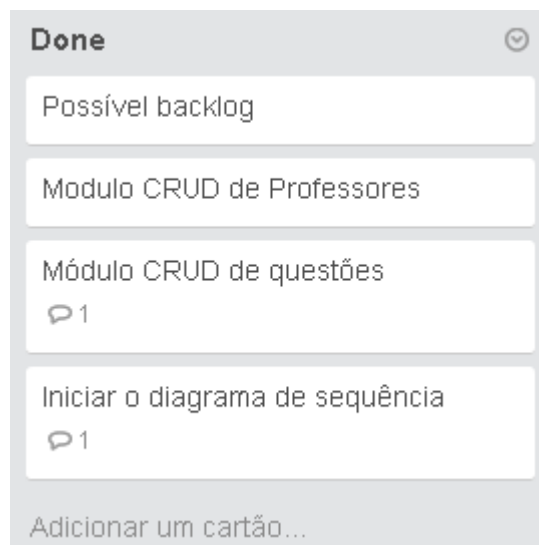 Done
Possível backlog
Modulo CRUD de Professores
Módulo CRUD de questões
1
Iniciar o diagrama de sequência
1
Adicionar um cartão...